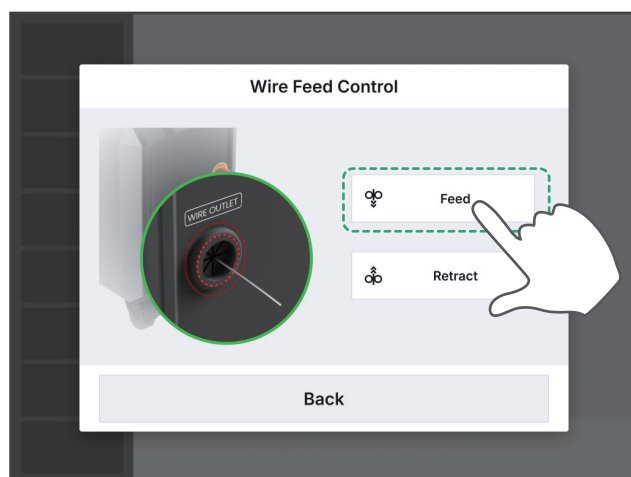 Wire Feed Control
WIRE OUTLET
Feed
Retract
Back